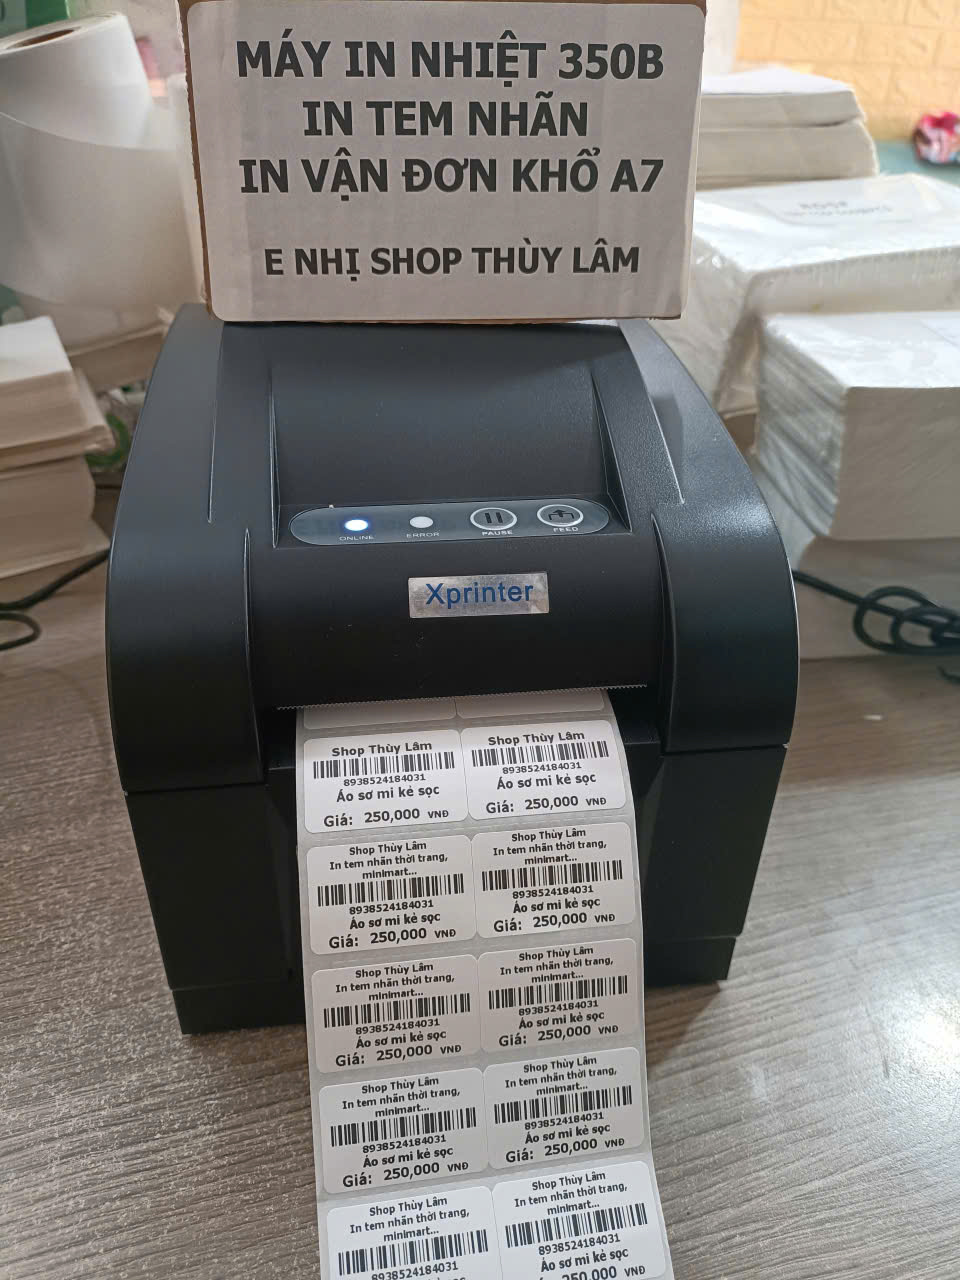 MÁY IN NHIỆT 350B
IN TEM NHÃN
IN VẬN ĐƠN KHỔ A7
E NHỊ SHOP THÙY LÂM
ONLINE
ERROR
PAUSE
FEED
Xprinter
Shop Thùy Lâm
8938524184031
Áo sơ mi kẻ sọc
Giá: 250,000 VNĐ
Shop Thùy Lâm
8938524184031
Áo sơ mi kẻ sọc
Giá: 250,000 VNĐ
Shop Thùy Lâm
In tem nhãn thời trang,
minimart...
8938524184031
Áo sơ mi kẻ sọc
Giá: 250,000 VNĐ
Shop Thùy Lâm
In tem nhãn thời trang,
minimart...
8938524184031
Áo sơ mi kẻ sọc
Giá: 250,000 VNĐ
Shop Thùy Lâm
In tem nhãn thời trang,
minimart...
8938524184031
Áo sơ mi kẻ sọc
Giá: 250,000 VNĐ
Shop Thùy Lâm
In tem nhãn thời trang,
minimart...
8938524184031
Áo sơ mi kẻ sọc
Giá: 250,000 VNĐ
Shop Thùy Lâm
In tem nhãn thời trang,
minimart...
8938524184031
Áo sơ mi kẻ sọc
Giá: 250,000 VNĐ
Shop Thùy Lâm
In tem nhãn thời trang,
minimart...
8938524184031
Áo sơ mi kẻ sọc
Giá: 250,000 VNĐ
Shop Thùy Lâm
In tem nhãn thời trang,
minimart...
8938524184031
Shop Thùy Lâm
In tem nhãn thời trang,
minimart...
8938524184031
Áo sơ mi kẻ sọc
250,000 VNĐ